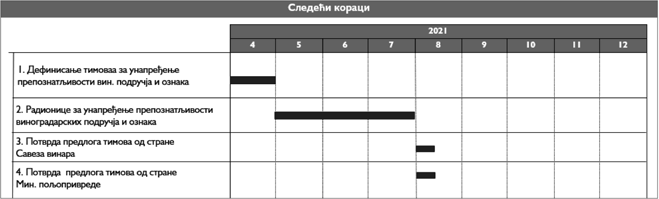 Следећи кораци
2021
4 5 6 7 8 9 10 11 12
1. Дефинисање тимоваа за унапређење
препознатљивости вин. подручја и ознака
2. Радионице за унапређење препознатљивости
виноградарских подручја и ознака
3. Потврда предлога тимова од стране
Савеза винара
4. Потврда предлога тимова од стране
Мин. пољопривреде